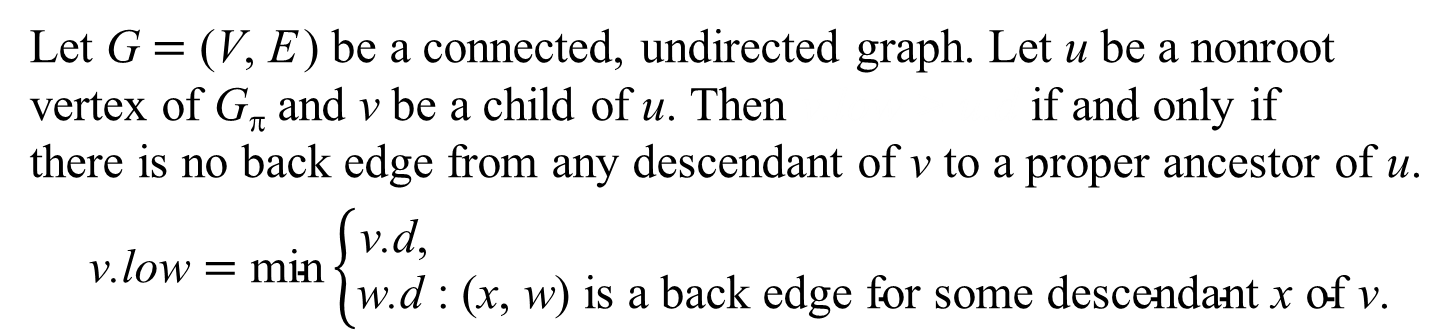 Let G = (V, E) be a connected, undirected graph. Let u be a nonroot
vertex of G_π and v be a child of u. Then if and only if
there is no back edge from any descendant of v to a proper ancestor of u.
v.low = min { v.d,
w.d : (x, w) is a back edge for some descendant x of v.